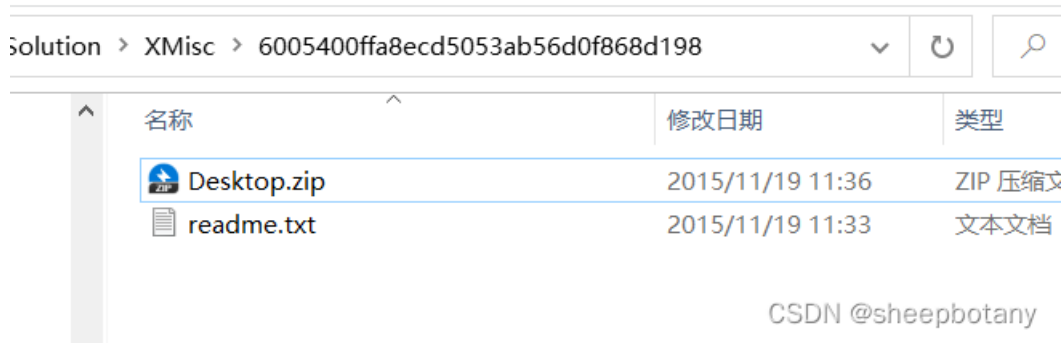 Solution > XMisc > 6005400ffa8ecd5053ab56d0f868d198
名称 修改日期 类型
Desktop.zip 2015/11/19 11:36 ZIP 压缩文
readme.txt 2015/11/19 11:33 文本文档
CSDN @sheepbotany